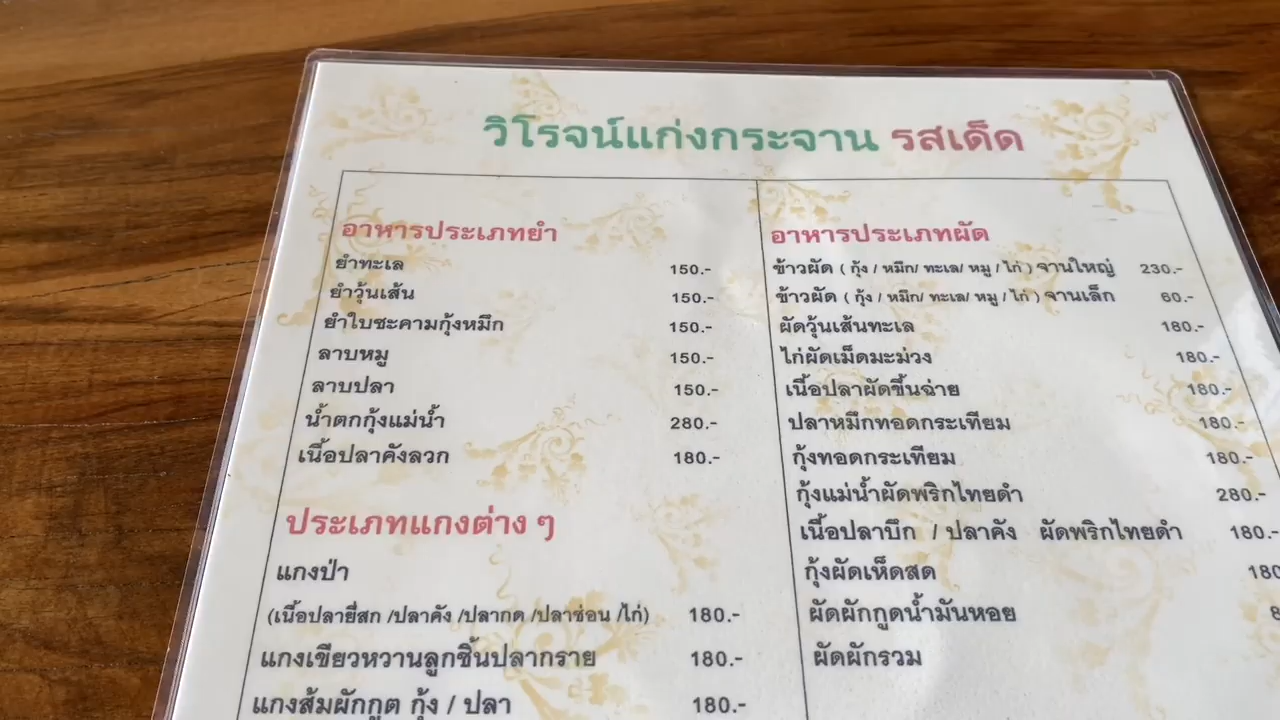 วิโรจน์แก่งกระจาน รสเด็ด
อาหารประเภทยำ
ยำทะเล 150.-
ยำวุ้นเส้น 150.-
ยำใบชะคามกุ้งหมึก 150.-
ลาบหมู 150.-
ลาบปลา 150.-
น้ำตกกุ้งแม่น้ำ 280.-
เนื้อปลาคังลวก 180.-
ประเภทแกงต่าง ๆ
แกงป่า
(เนื้อปลายี่สก /ปลาคัง /ปลากด /ปลาช่อน /ไก่) 180.-
แกงเขียวหวานลูกชิ้นปลากราย 180.-
แกงส้มผักกูต กุ้ง / ปลา 180.-
อาหารประเภทผัด
ข้าวผัด ( กุ้ง / หมึก/ ทะเล/ หมู / ไก่ ) จานใหญ่ 230.-
ข้าวผัด ( กุ้ง / หมึก/ ทะเล/ หมู / ไก่ ) จานเล็ก 60.-
ผัดวุ้นเส้นทะเล 180.-
ไก่ผัดเม็ดมะม่วง 180.-
เนื้อปลาผัดขึ้นฉ่าย 180.-
ปลาหมึกทอดกระเทียม 180.-
กุ้งทอดกระเทียม 180.-
กุ้งแม่น้ำผัดพริกไทยดำ 280.-
เนื้อปลาบึก / ปลาคัง ผัดพริกไทยดำ 180.-
กุ้งผัดเห็ดสด 180
ผัดผักกูดน้ำมันหอย
ผัดผักรวม